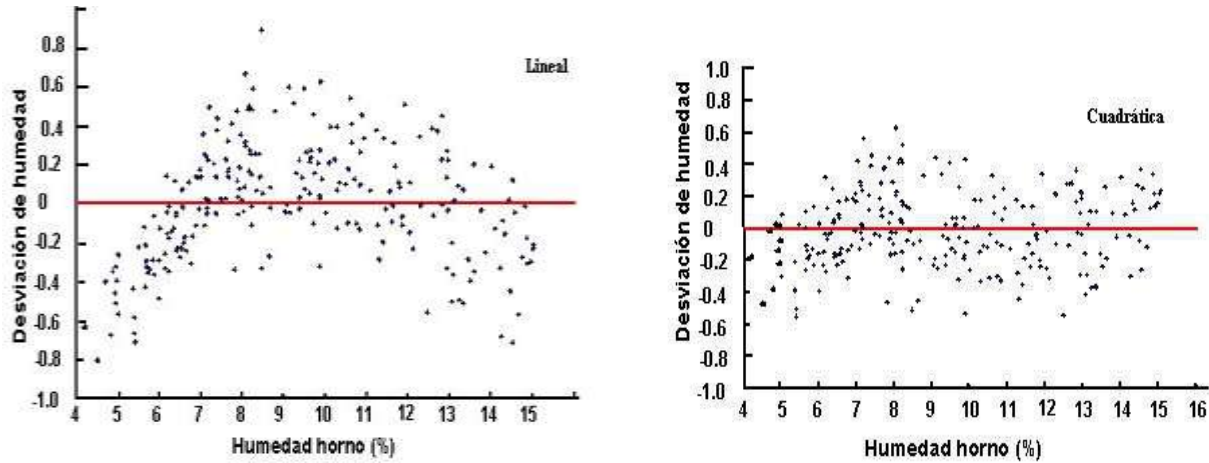 Lineal
Desviación de humedad
0.8
0.6
0.4
0.2
0
-0.2
-0.4
-0.6
-0.8
-1.0
4 5 6 7 8 9 10 11 12 13 14 15
Humedad horno (%)
Cuadrática
Desviación de humedad
1.0
0.8
0.6
0.4
0.2
0
-0.2
-0.4
-0.6
-0.8
-1.0
4 5 6 7 8 9 10 11 12 13 14 15 16
Humedad horno (%)